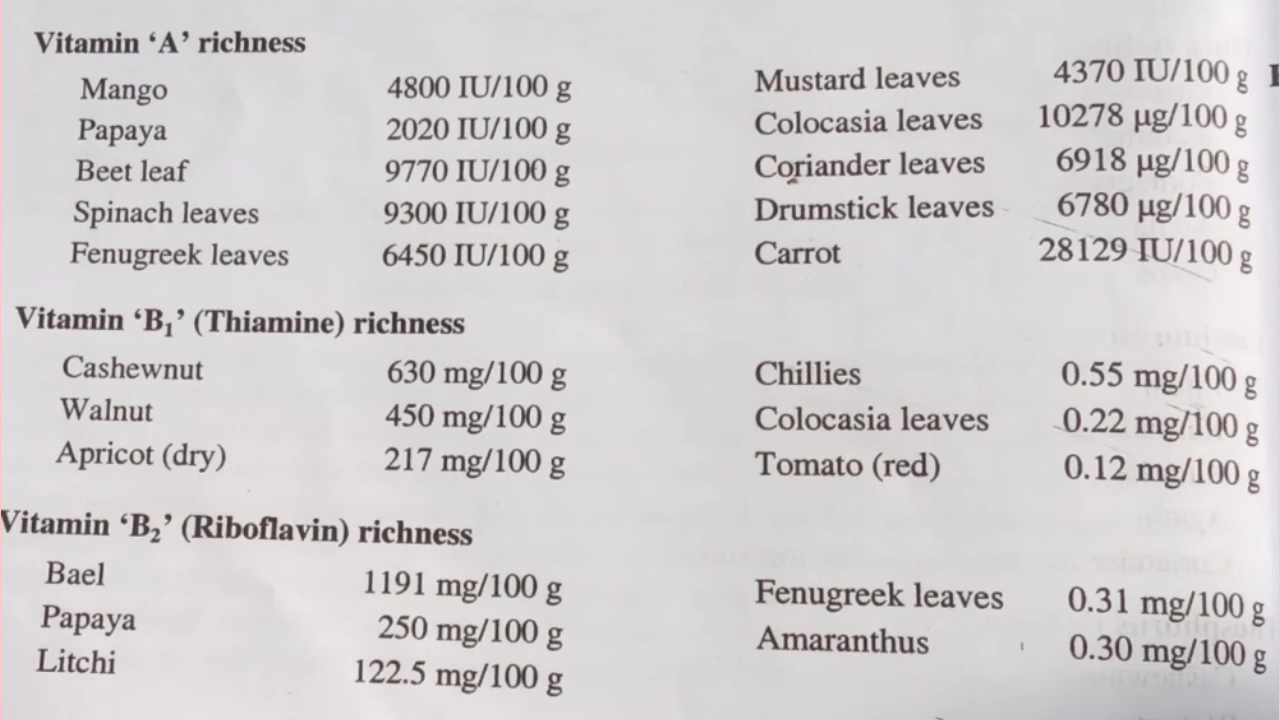 Vitamin ‘A’ richness
Mango 4800 IU/100 g Mustard leaves 4370 IU/100 g
Papaya 2020 IU/100 g Colocasia leaves 10278 µg/100 g
Beet leaf 9770 IU/100 g Coriander leaves 6918 µg/100 g
Spinach leaves 9300 IU/100 g Drumstick leaves 6780 µg/100 g
Fenugreek leaves 6450 IU/100 g Carrot 28129 IU/100 g
Vitamin ‘B₁’ (Thiamine) richness
Cashewnut 630 mg/100 g Chillies 0.55 mg/100 g
Walnut 450 mg/100 g Colocasia leaves 0.22 mg/100 g
Apricot (dry) 217 mg/100 g Tomato (red) 0.12 mg/100 g
Vitamin ‘B₂’ (Riboflavin) richness
Bael 1191 mg/100 g Fenugreek leaves 0.31 mg/100 g
Papaya 250 mg/100 g Amaranthus 0.30 mg/100 g
Litchi 122.5 mg/100 g